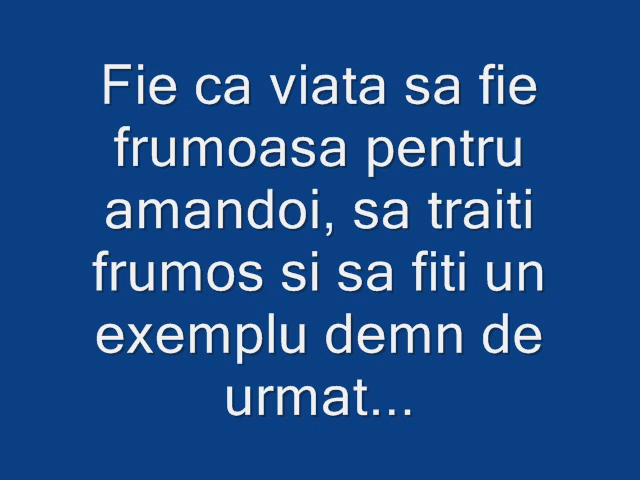 Fie ca viata sa fie
frumoasa pentru
amandoi, sa traiti
frumos si sa fiti un
exemplu demn de
urmat...